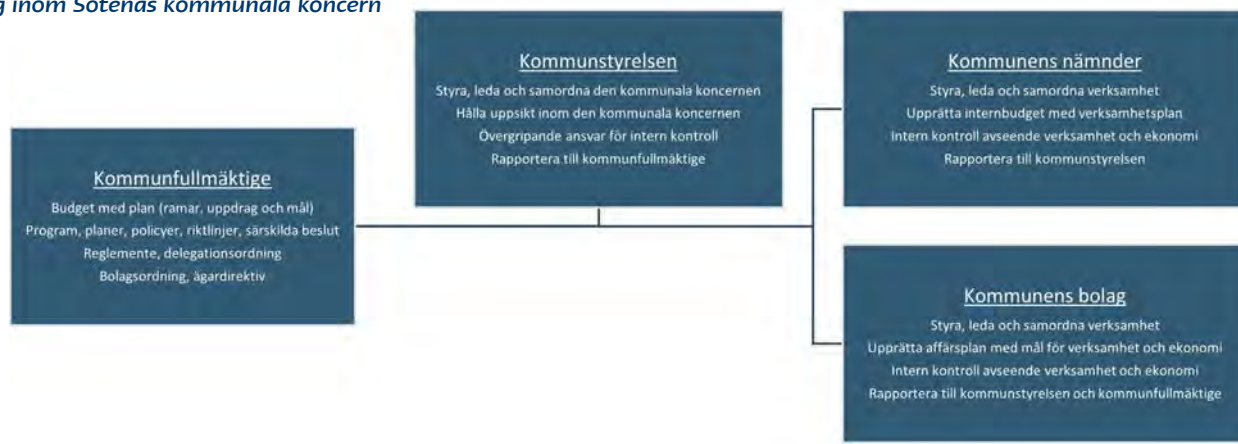 inom Sotenäs kommunala koncern
Kommunfullmäktige
Budget med plan (ramar, uppdrag och mål)
Program, planer, policyer, riktlinjer, särskilda beslut
Reglemente, delegationsordning
Bolagsordning, ägardirektiv
Kommunstyrelsen
Styra, leda och samordna den kommunala koncernen
Hålla uppsikt inom den kommunala koncernen
Övergripande ansvar för intern kontroll
Rapportera till kommunfullmäktige
Kommunens nämnder
Styra, leda och samordna verksamhet
Upprätta internbudget med verksamhetsplan
Intern kontroll avseende verksamhet och ekonomi
Rapportera till kommunstyrelsen
Kommunens bolag
Styra, leda och samordna verksamhet
Upprätta affärsplan med mål för verksamhet och ekonomi
Intern kontroll avseende verksamhet och ekonomi
Rapportera till kommunstyrelsen och kommunfullmäktige